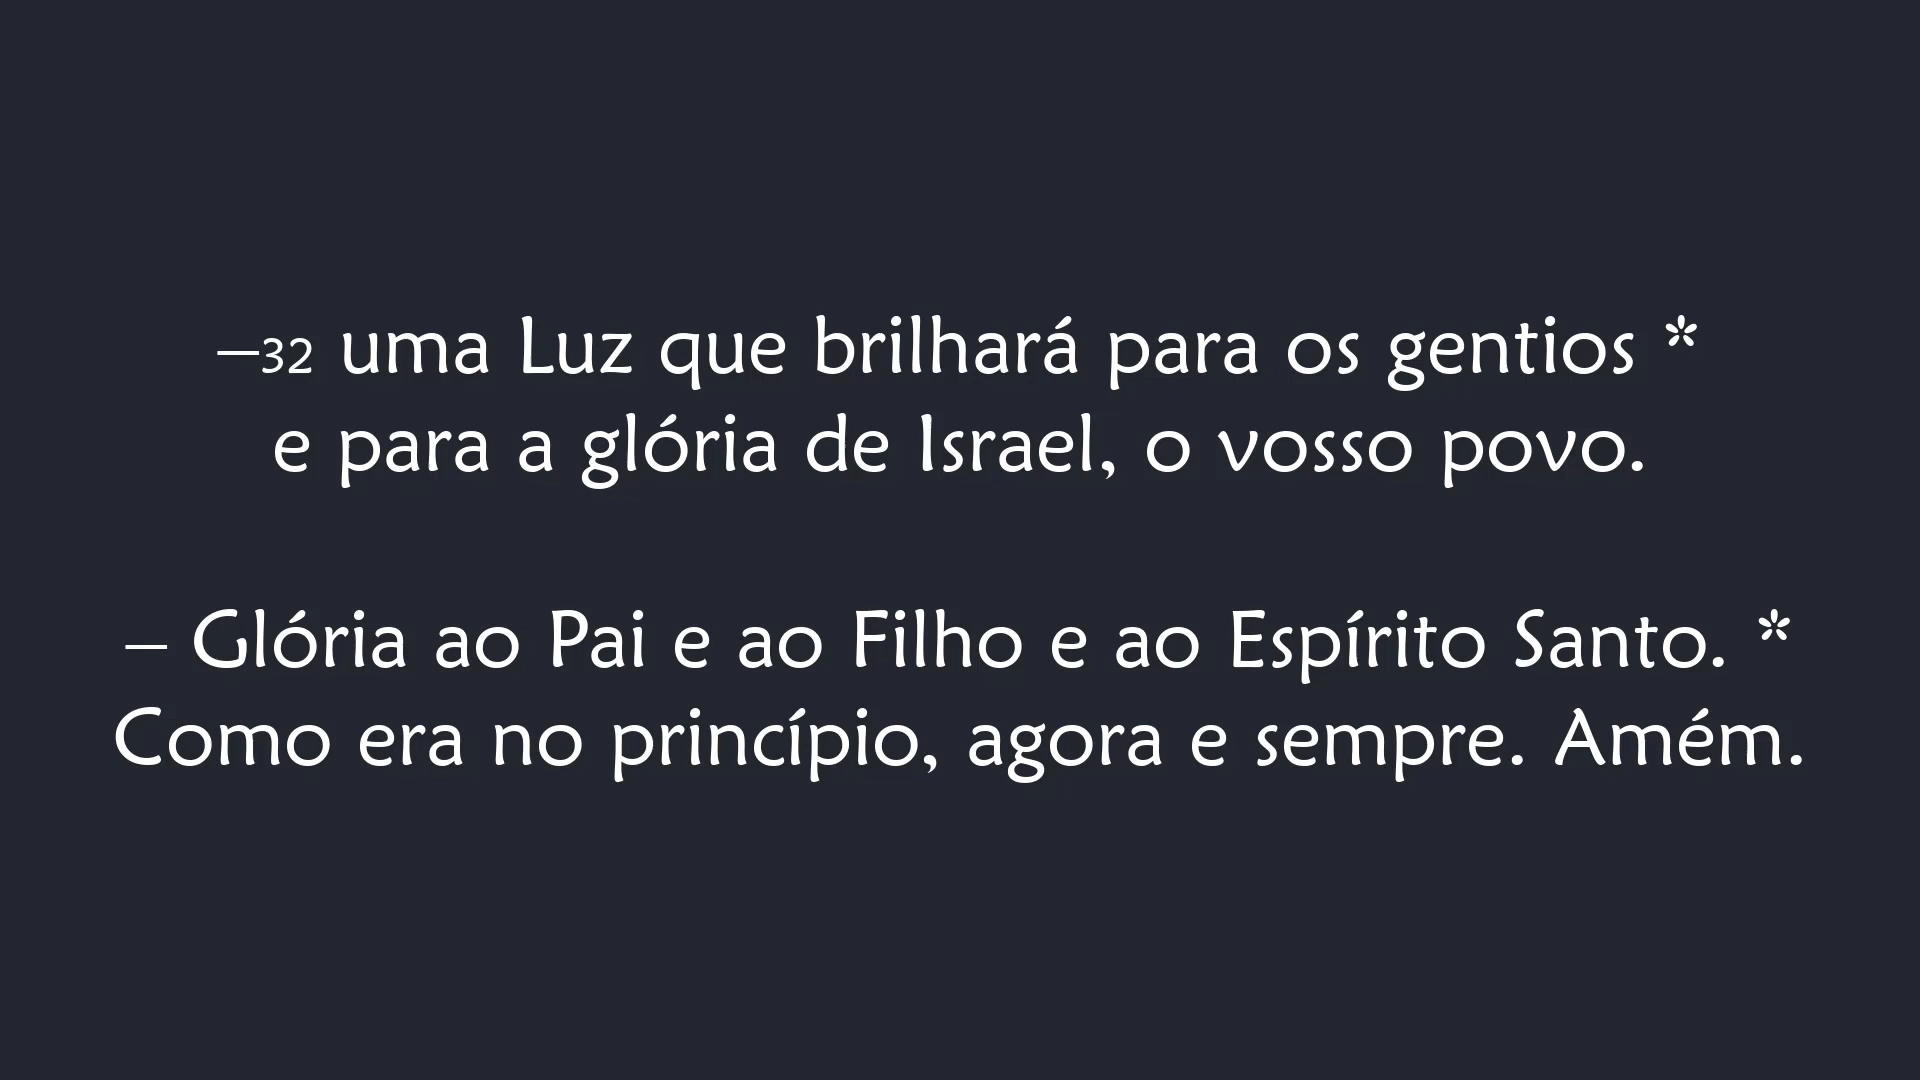 –32 uma Luz que brilhará para os gentios *
e para a glória de Israel, o vosso povo.
– Glória ao Pai e ao Filho e ao Espírito Santo. *
Como era no princípio, agora e sempre. Amém.